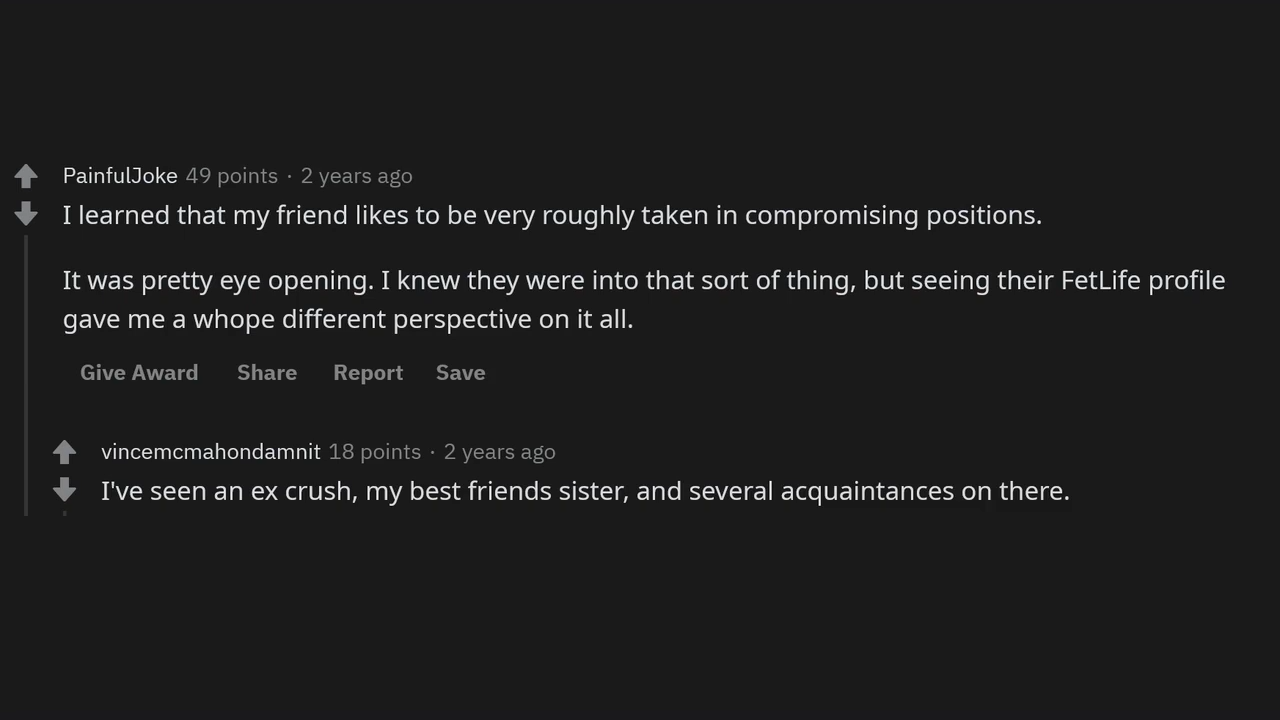 PainfulJoke 49 points · 2 years ago
I learned that my friend likes to be very roughly taken in compromising positions.
It was pretty eye opening. I knew they were into that sort of thing, but seeing their FetLife profile
gave me a whope different perspective on it all.
Give Award Share Report Save
vincemcmahondamnit 18 points · 2 years ago
I've seen an ex crush, my best friends sister, and several acquaintances on there.